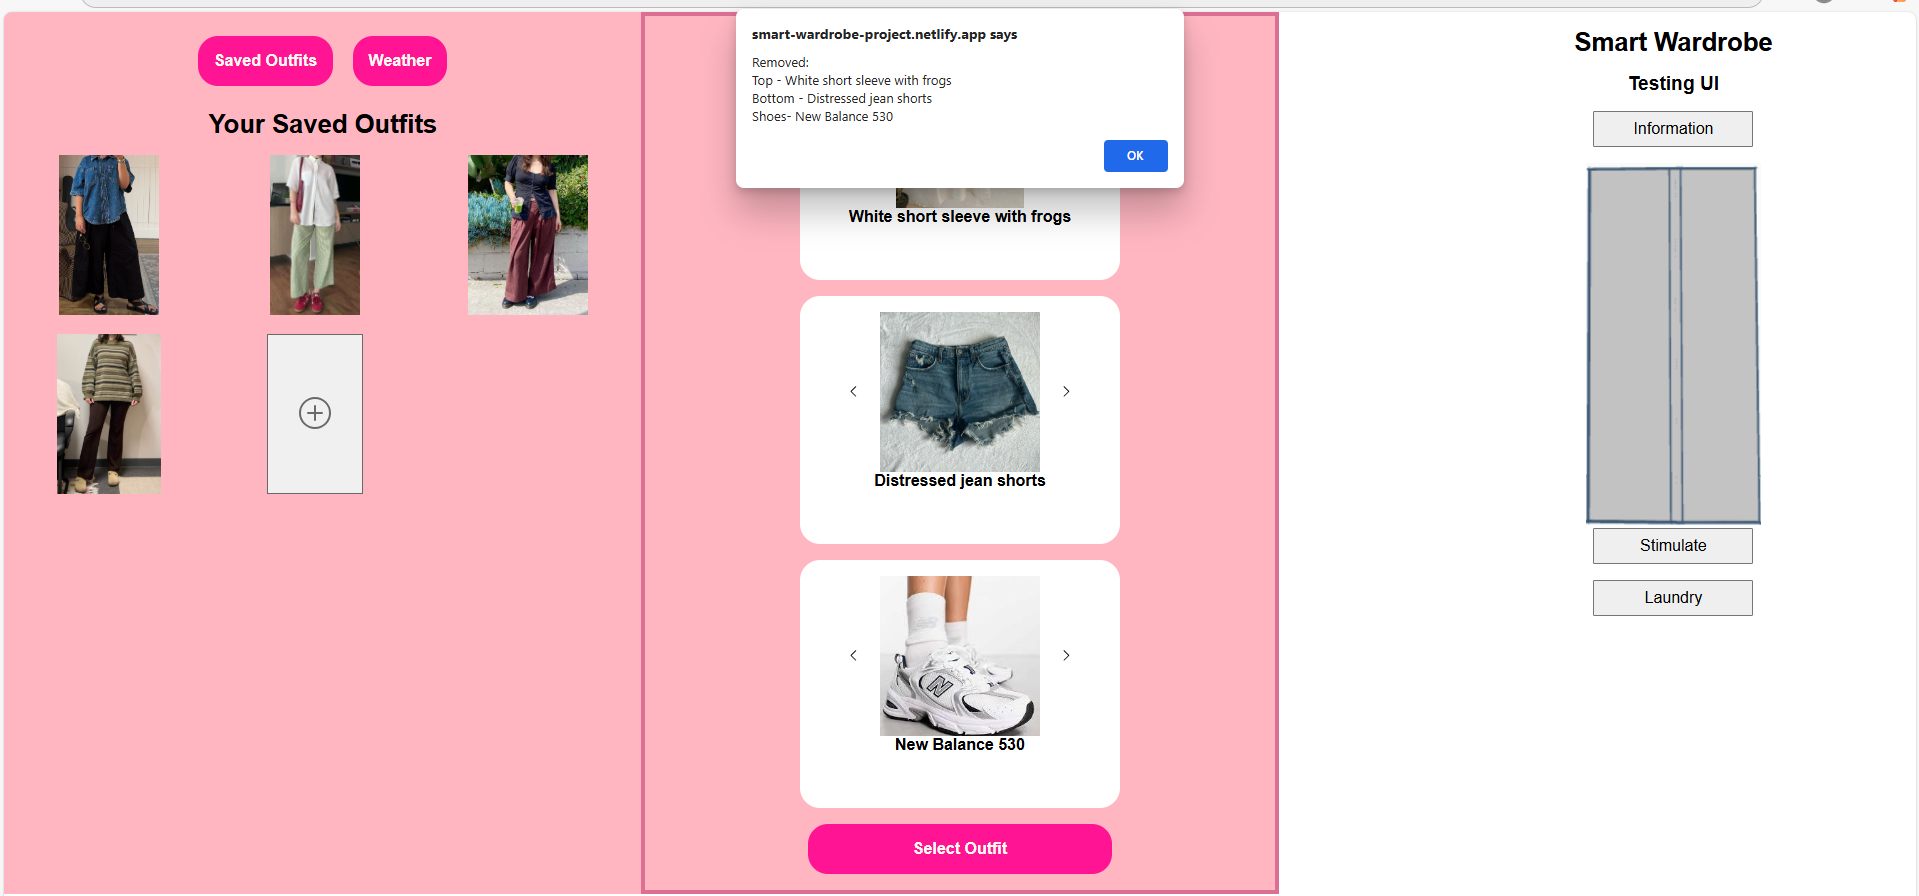 Saved Outfits
Weather
Your Saved Outfits
smart-wardrobe-project.netlify.app says
Removed:
Top - White short sleeve with frogs
Bottom - Distressed jean shorts
Shoes- New Balance 530
OK
White short sleeve with frogs
Distressed jean shorts
N
New Balance 530
Select Outfit
Smart Wardrobe
Testing UI
Information
Stimulate
Laundry